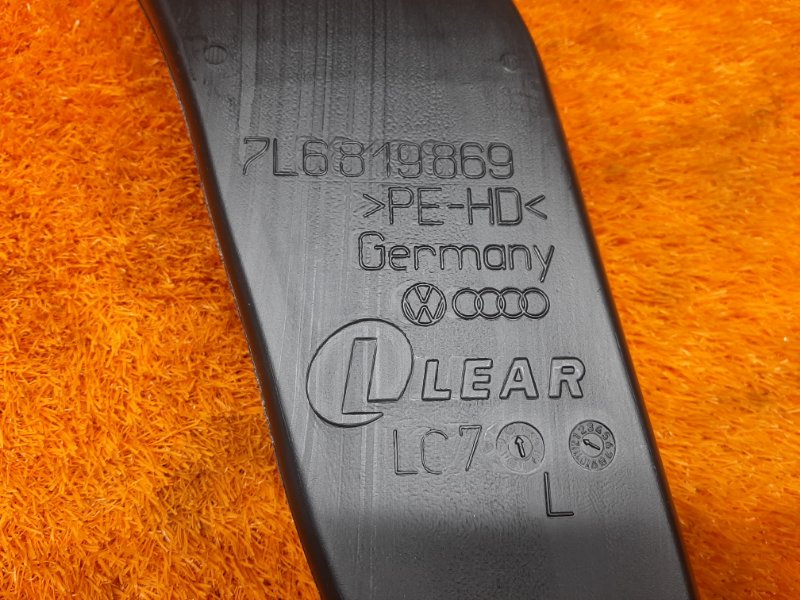 7L6819869
>PE-HD<
Germany
LEAR
LC7
L